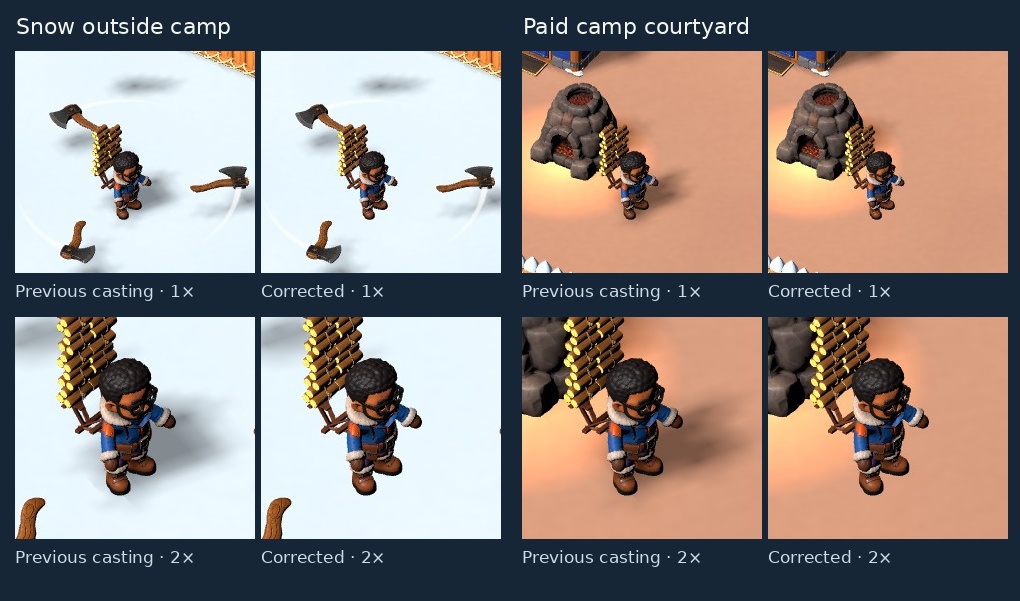 Snow outside camp
Paid camp courtyard
Previous casting · 1×
Corrected · 1×
Previous casting · 1×
Corrected · 1×
Previous casting · 2×
Corrected · 2×
Previous casting · 2×
Corrected · 2×